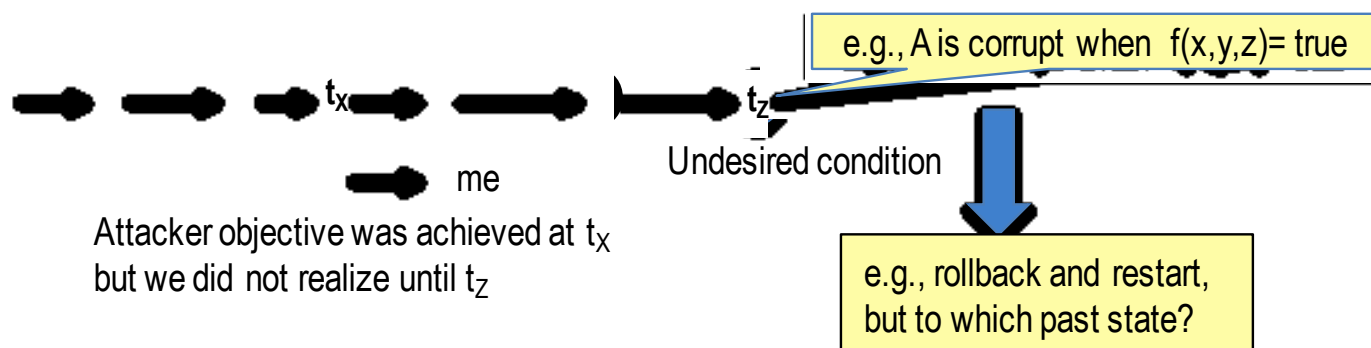 e.g., A is corrupt when f(x,y,z)= true
tX
tZ
Undesired condition
me
Attacker objective was achieved at tX
but we did not realize until tZ
e.g., rollback and restart,
but to which past state?